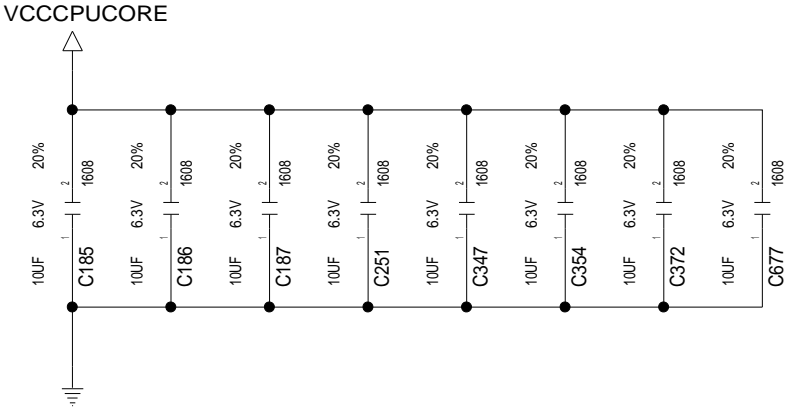 VCCCPUCORE
10UF 6.3V 20%
1 2
C185 1608
10UF 6.3V 20%
1 2
C186 1608
10UF 6.3V 20%
1 2
C187 1608
10UF 6.3V 20%
1 2
C251 1608
10UF 6.3V 20%
1 2
C347 1608
10UF 6.3V 20%
1 2
C354 1608
10UF 6.3V 20%
1 2
C372 1608
10UF 6.3V 20%
1 2
C677 1608